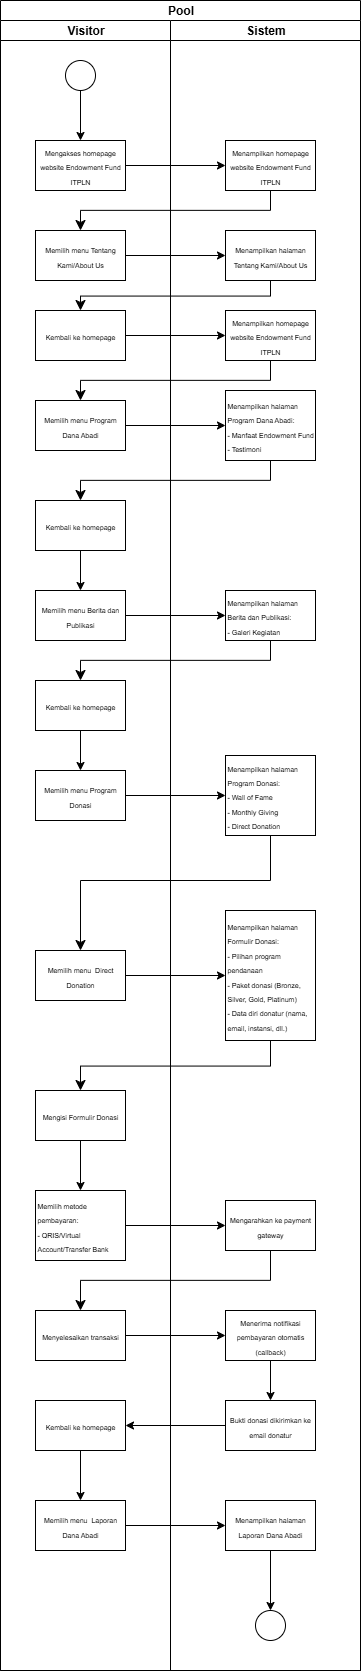 Pool
Visitor
Sistem
Mengakses homepage
website Endowment Fund
ITPLN
Menampilkan homepage
website Endowment Fund
ITPLN
Memilih menu Tentang
Kami/About Us
Menampilkan halaman
Tentang Kami/About Us
Kembali ke homepage
Menampilkan homepage
website Endowment Fund
ITPLN
Memilih menu Program
Dana Abadi
Menampilkan halaman
Program Dana Abadi:
- Manfaat Endowment Fund
- Testimoni
Kembali ke homepage
Memilih menu Berita dan
Publikasi
Menampilkan halaman
Berita dan Publikasi:
- Galeri Kegiatan
Kembali ke homepage
Memilih menu Program
Donasi
Menampilkan halaman
Program Donasi:
- Wall of Fame
- Monthly Giving
- Direct Donation
Memilih menu Direct
Donation
Menampilkan halaman
Formulir Donasi:
- Pilihan program
pendanaan
- Paket donasi (Bronze,
Silver, Gold, Platinum)
- Data diri donatur (nama,
email, instansi, dll.)
Mengisi Formulir Donasi
Memilih metode
pembayaran:
- QRIS/Virtual
Account/Transfer Bank
Mengarahkan ke payment
gateway
Menyelesaikan transaksi
Menerima notifikasi
pembayaran otomatis
(callback)
Kembali ke homepage
Bukti donasi dikirimkan ke
email donatur
Memilih menu Laporan
Dana Abadi
Menampilkan halaman
Laporan Dana Abadi